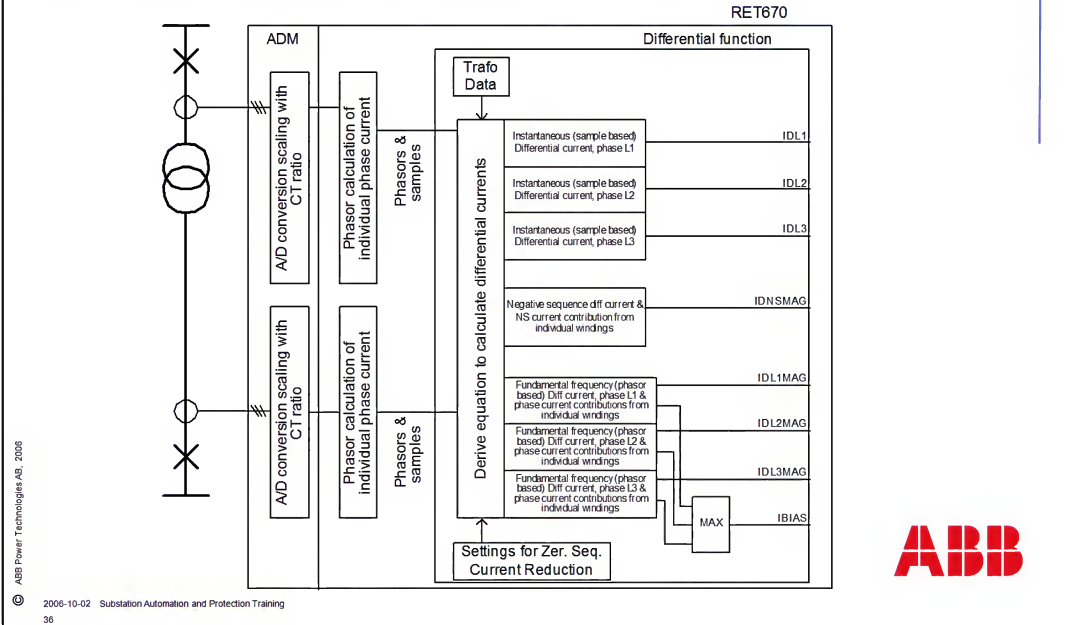 RET670
ADM
Differential function
Trafo
Data
A/D conversion scaling with
CT ratio
Phasor calculation of
individual phase current
Phasors &
samples
Derive equation to calculate differential currents
Instantaneous (sample based)
Differential current, phase L1
IDL1
Instantaneous (sample based)
Differential current, phase L2
IDL2
Instantaneous (sample based)
Differential current, phase L3
IDL3
Negative sequence diff current &
NS current contribution from
individual windings
IDNSMAG
A/D conversion scaling with
CT ratio
Phasor calculation of
individual phase current
Phasors &
samples
Fundamental frequency (phasor
based) Diff current, phase L1 &
phase current contributions from
individual windings
IDL1MAG
Fundamental frequency (phasor
based) Diff current, phase L2 &
phase current contributions from
individual windings
IDL2MAG
Fundamental frequency (phasor
based) Diff current, phase L3 &
phase current contributions from
individual windings
IDL3MAG
MAX
IBIAS
Settings for Zer. Seq.
Current Reduction
ABB
© ABB Power Technologies AB, 2006
2006-10-02 Substation Automation and Protection Training
36